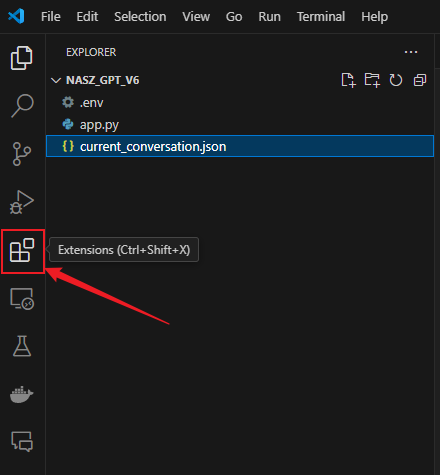 File Edit Selection View Go Run Terminal Help
EXPLORER
NASZ_GPT_V6
.env
app.py
{} current_conversation.json
Extensions (Ctrl+Shift+X)